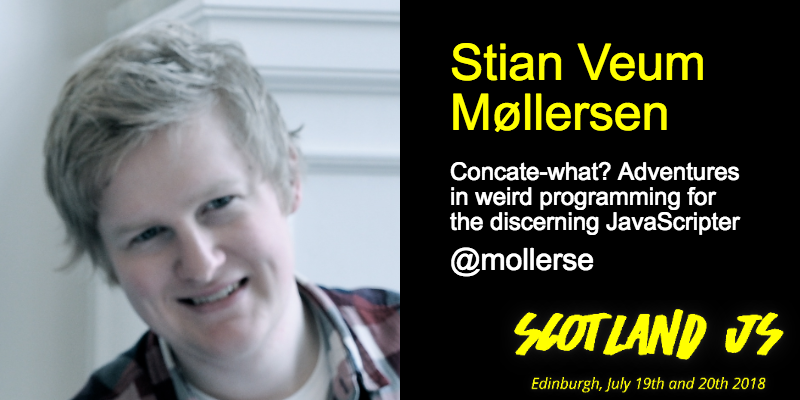 Stian Veum
Møllersen
Concate-what? Adventures
in weird programming for
the discerning JavaScripter
@mollerse
SCOTLAND JS
Edinburgh, July 19th and 20th 2018